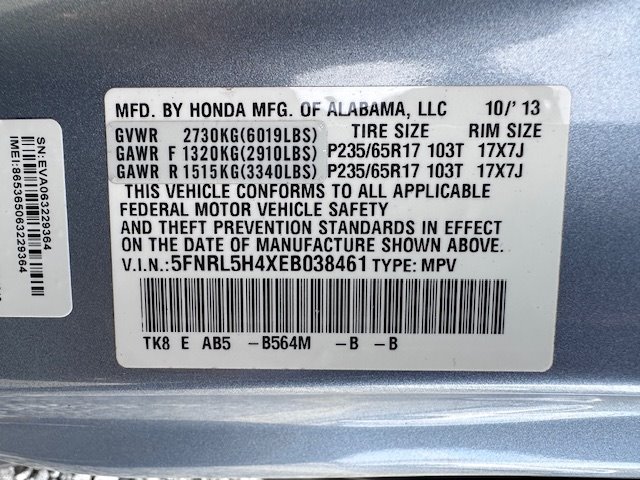 MFD. BY HONDA MFG. OF ALABAMA, LLC 10/'13
GVWR 2730KG(6019LBS) TIRE SIZE RIM SIZE
GAWR F 1320KG(2910LBS) P235/65R17 103T 17X7J
GAWR R 1515KG(3340LBS) P235/65R17 103T 17X7J
THIS VEHICLE CONFORMS TO ALL APPLICABLE
FEDERAL MOTOR VEHICLE SAFETY
AND THEFT PREVENTION STANDARDS IN EFFECT
ON THE DATE OF MANUFACTURE SHOWN ABOVE.
V.I.N.:5FNRL5H4XEB038461 TYPE: MPV
TK8 E AB5 -B564M -B -B
SN:EVA063229364
IMEI:865365063229364